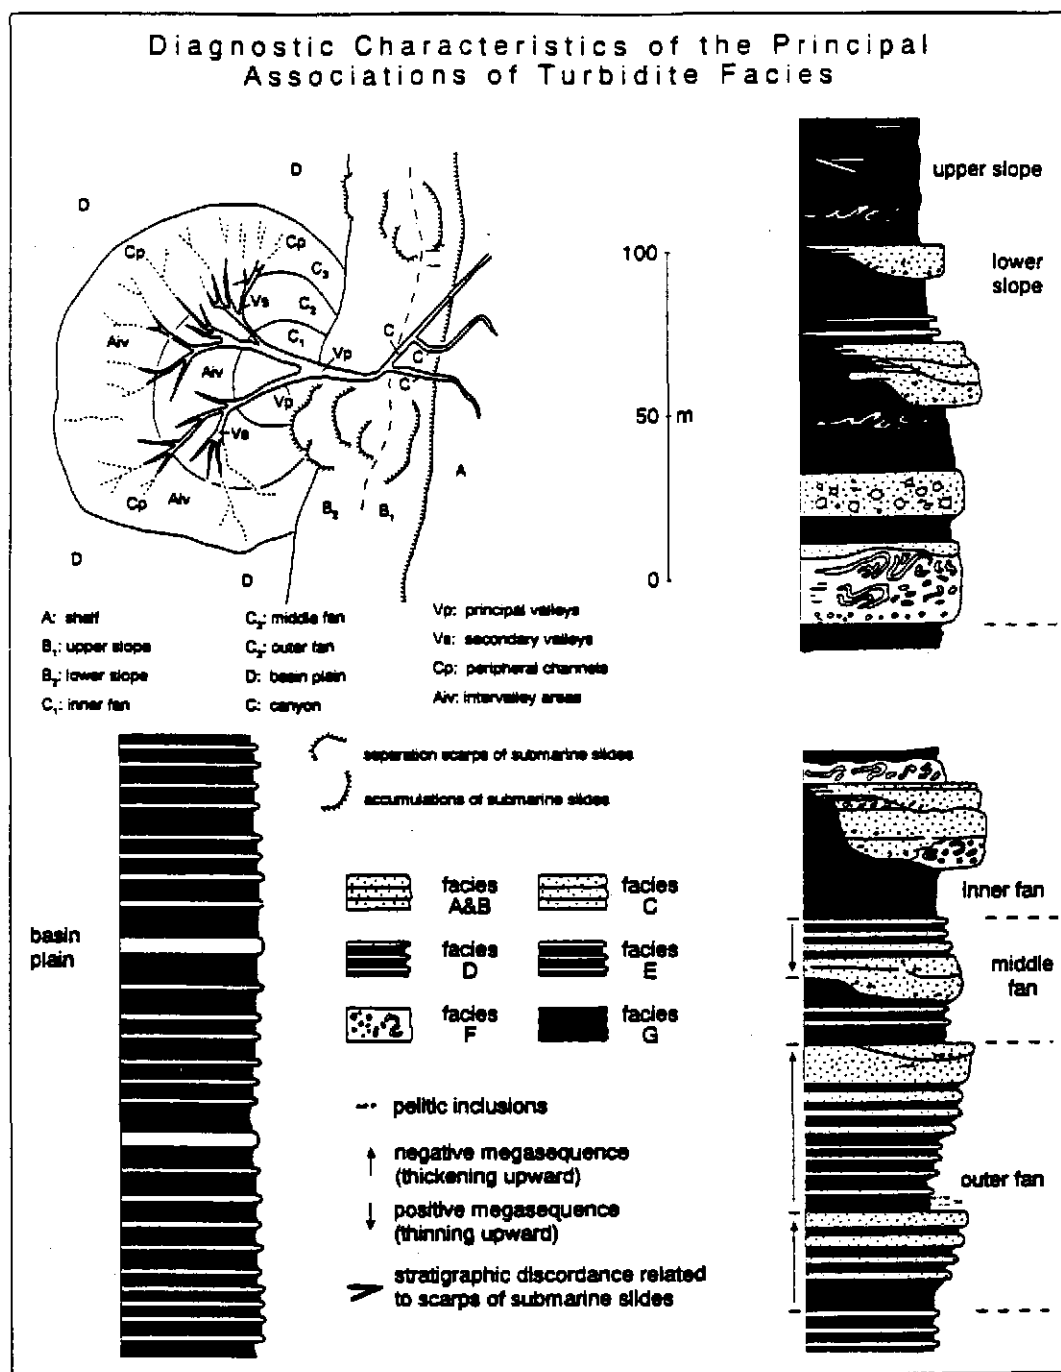 Diagnostic Characteristics of the Principal
Associations of Turbidite Facies
D
D
Cp
Cp
C₃
Vs
C₂
C₁
Aiv
Vp
C
C
C
Aiv
Vp
Vs
A
Cp
Aiv
B₂
B₁
D
D
100
50 m
0
upper slope
lower
slope
A: shelf
B₁: upper slope
B₂: lower slope
C₁: inner fan
C₂: middle fan
C₃: outer fan
D: basin plain
C: canyon
Vp: principal valleys
Vs: secondary valleys
Cp: peripheral channels
Aiv: intervalley areas
separation scarps of submarine slides
accumulations of submarine slides
basin
plain
facies
A&B
facies
C
facies
D
facies
E
facies
F
facies
G
pelitic inclusions
negative megasequence
(thickening upward)
positive megasequence
(thinning upward)
stratigraphic discordance related
to scarps of submarine slides
inner fan
middle
fan
outer fan